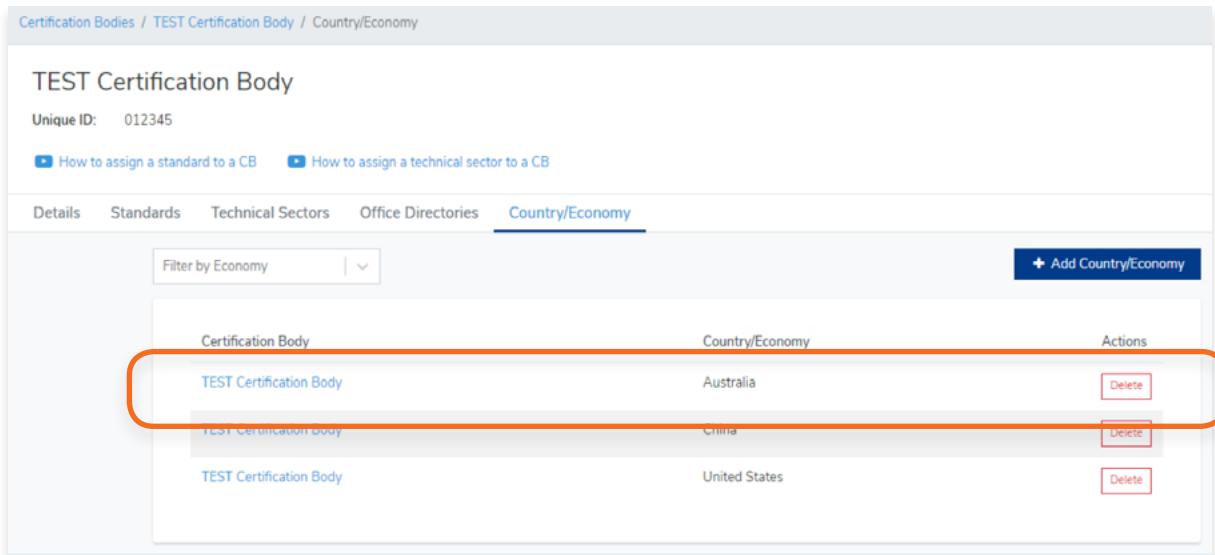 Certification Bodies / TEST Certification Body / Country/Economy
TEST Certification Body
Unique ID: 012345
How to assign a standard to a CB How to assign a technical sector to a CB
Details Standards Technical Sectors Office Directories Country/Economy
Filter by Economy + Add Country/Economy
Certification Body Country/Economy Actions
TEST Certification Body Australia Delete
TEST Certification Body China Delete
TEST Certification Body United States Delete